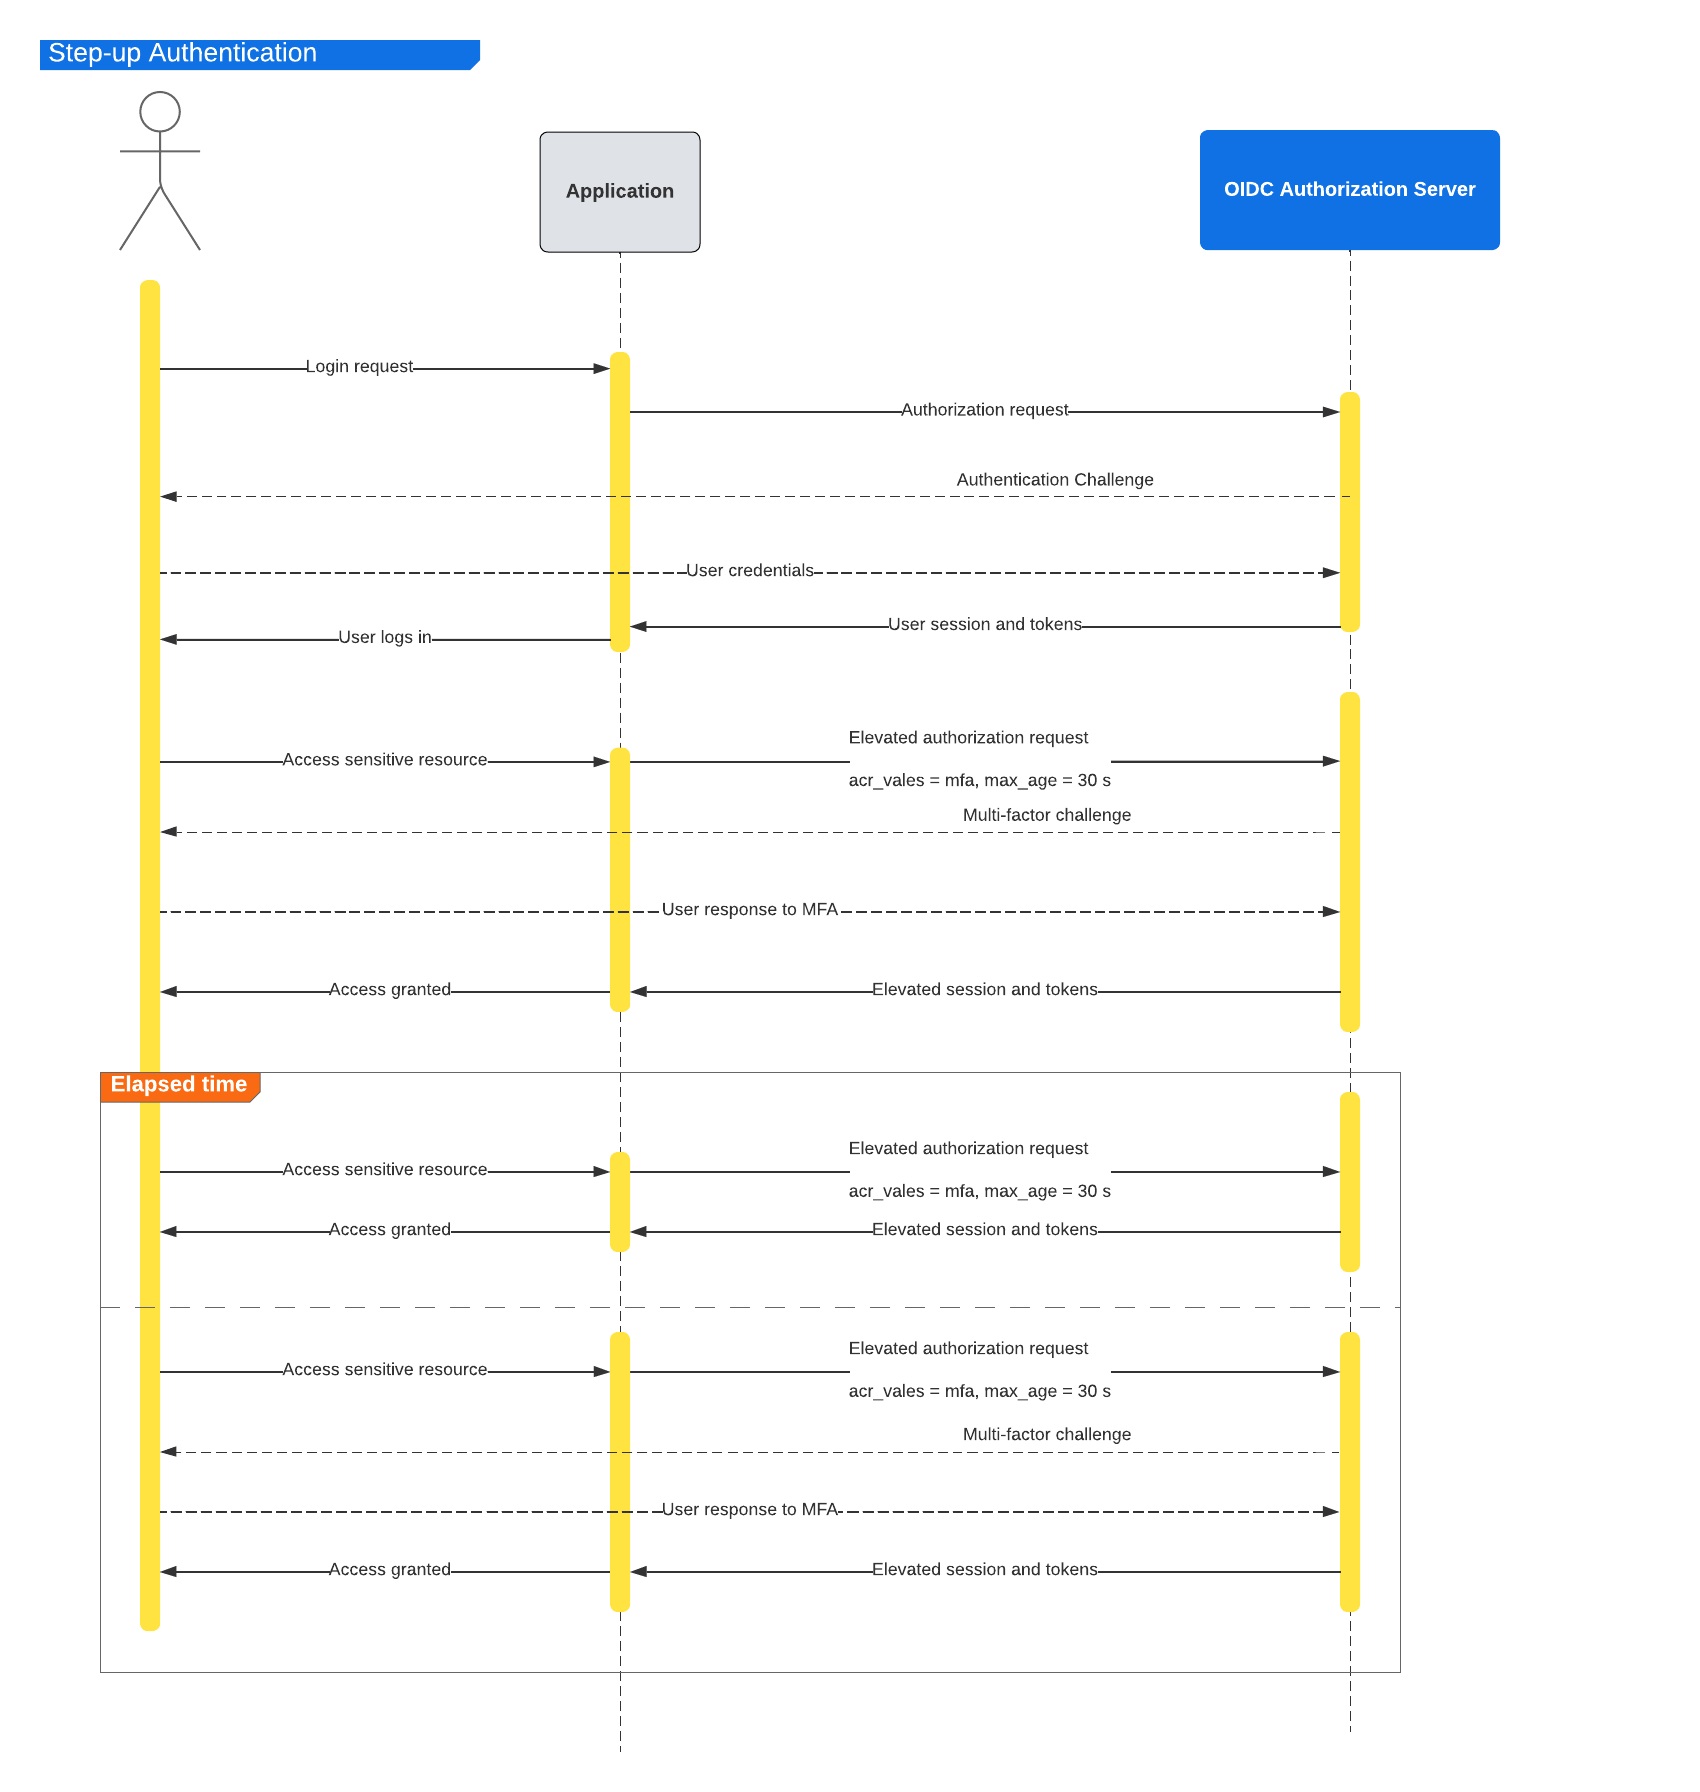 Step-up Authentication
Application
OIDC Authorization Server
Login request
Authorization request
Authentication Challenge
User credentials
User session and tokens
User logs in
Elevated authorization request
Access sensitive resource
acr_vales = mfa, max_age = 30 s
Multi-factor challenge
User response to MFA
Access granted
Elevated session and tokens
Elapsed time
Elevated authorization request
Access sensitive resource
acr_vales = mfa, max_age = 30 s
Access granted
Elevated session and tokens
Elevated authorization request
Access sensitive resource
acr_vales = mfa, max_age = 30 s
Multi-factor challenge
User response to MFA
Access granted
Elevated session and tokens